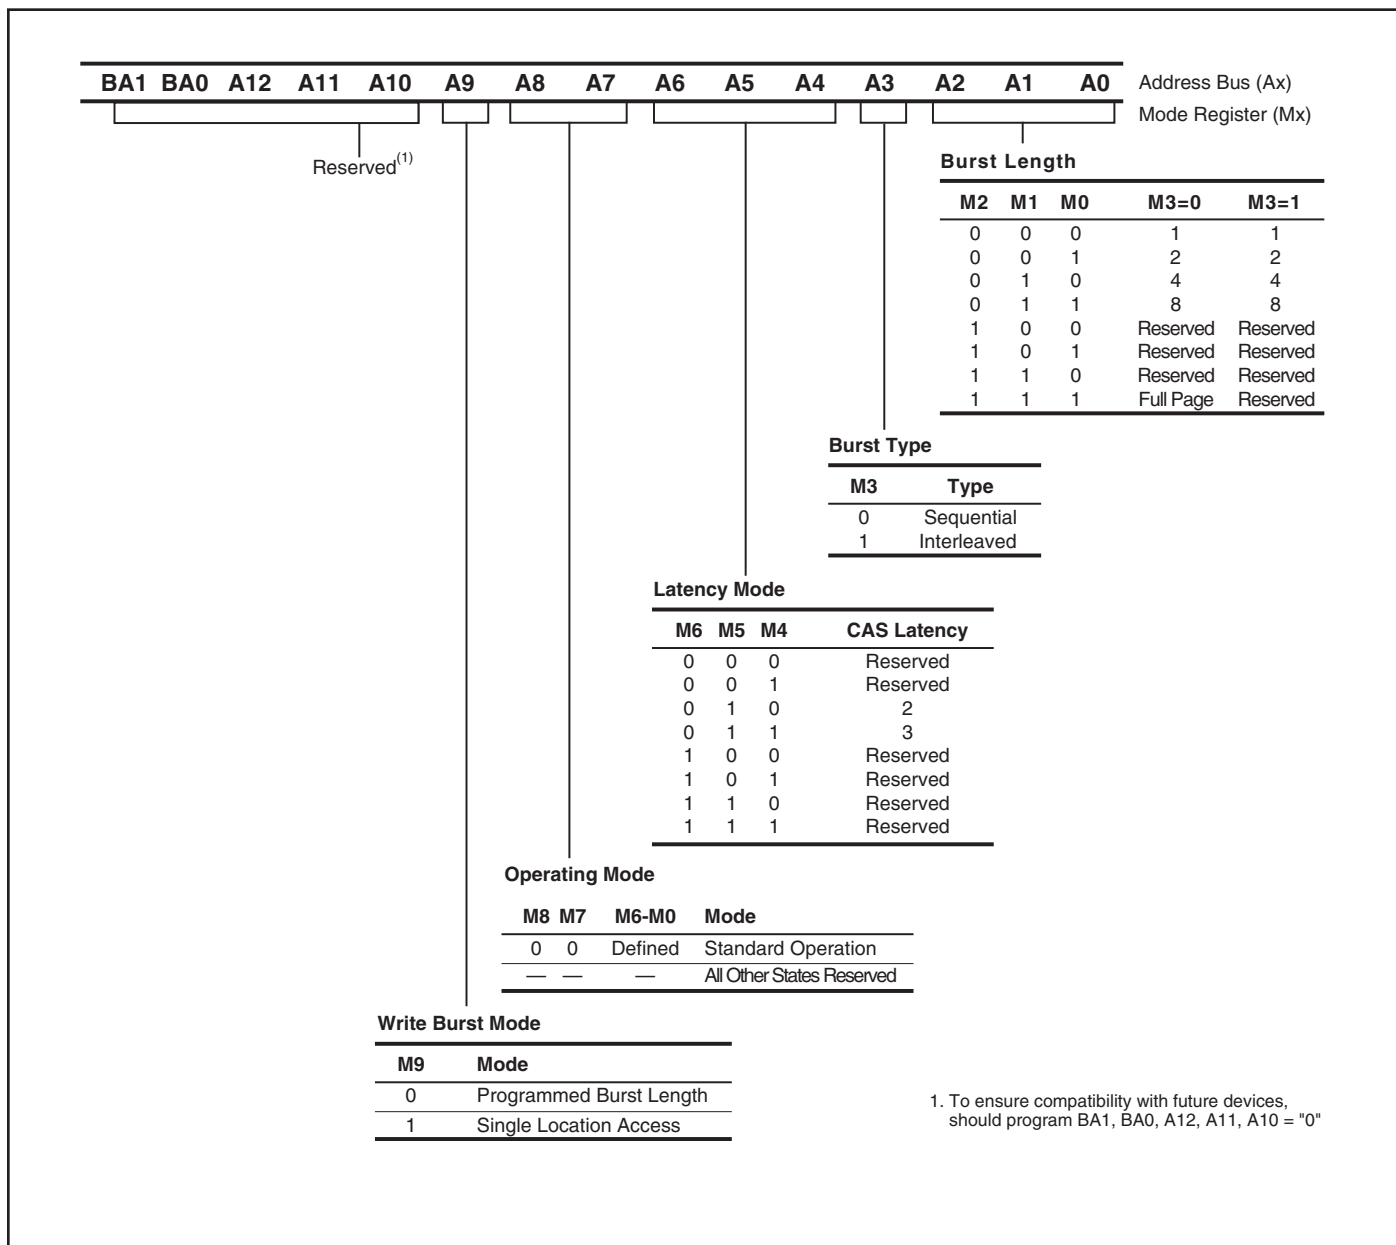 BA1 BA0 A12 A11 A10 A9 A8 A7 A6 A5 A4 A3 A2 A1 A0 Address Bus (Ax)
Mode Register (Mx)
Reserved(1)
Burst Length
M2 M1 M0 M3=0 M3=1
0 0 0 1 1
0 0 1 2 2
0 1 0 4 4
0 1 1 8 8
1 0 0 Reserved Reserved
1 0 1 Reserved Reserved
1 1 0 Reserved Reserved
1 1 1 Full Page Reserved
Burst Type
M3 Type
0 Sequential
1 Interleaved
Latency Mode
M6 M5 M4 CAS Latency
0 0 0 Reserved
0 0 1 Reserved
0 1 0 2
0 1 1 3
1 0 0 Reserved
1 0 1 Reserved
1 1 0 Reserved
1 1 1 Reserved
Operating Mode
M8 M7 M6-M0 Mode
0 0 Defined Standard Operation
— — — All Other States Reserved
Write Burst Mode
M9 Mode
0 Programmed Burst Length
1 Single Location Access
1. To ensure compatibility with future devices,
should program BA1, BA0, A12, A11, A10 = "0"